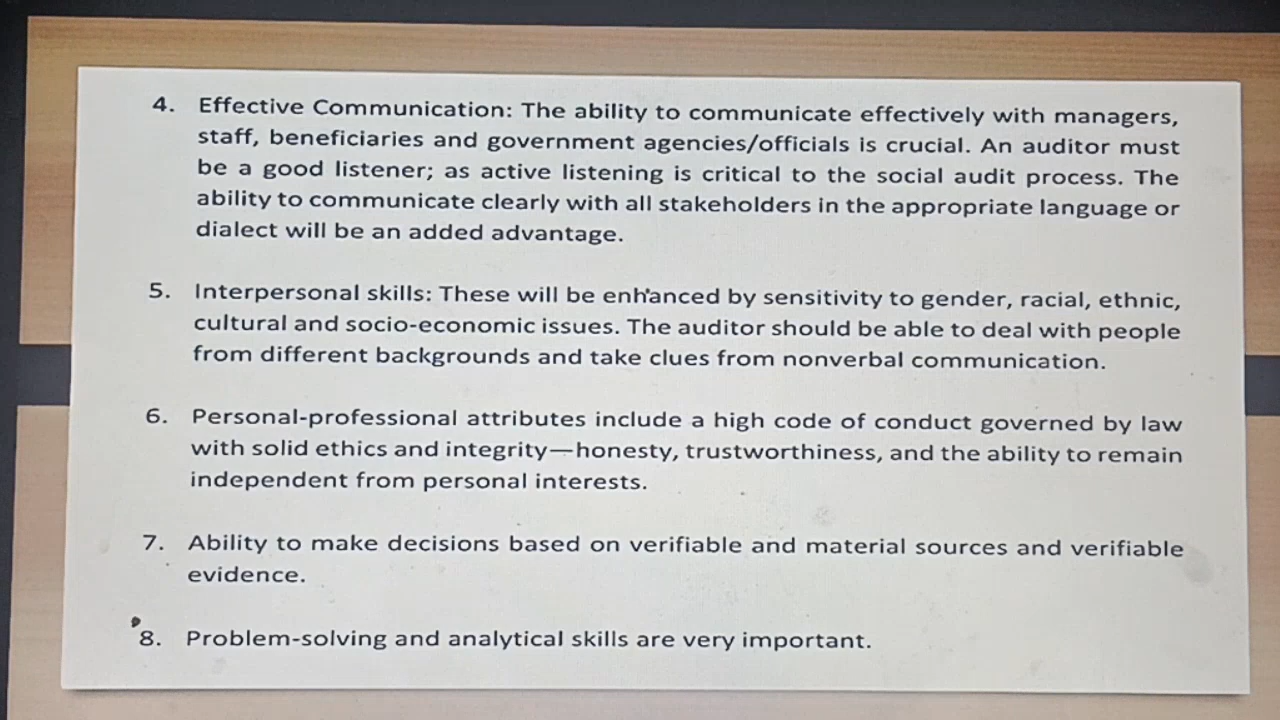 4. Effective Communication: The ability to communicate effectively with managers,
staff, beneficiaries and government agencies/officials is crucial. An auditor must
be a good listener; as active listening is critical to the social audit process. The
ability to communicate clearly with all stakeholders in the appropriate language or
dialect will be an added advantage.
5. Interpersonal skills: These will be enhanced by sensitivity to gender, racial, ethnic,
cultural and socio-economic issues. The auditor should be able to deal with people
from different backgrounds and take clues from nonverbal communication.
6. Personal-professional attributes include a high code of conduct governed by law
with solid ethics and integrity—honesty, trustworthiness, and the ability to remain
independent from personal interests.
7. Ability to make decisions based on verifiable and material sources and verifiable
evidence.
8. Problem-solving and analytical skills are very important.